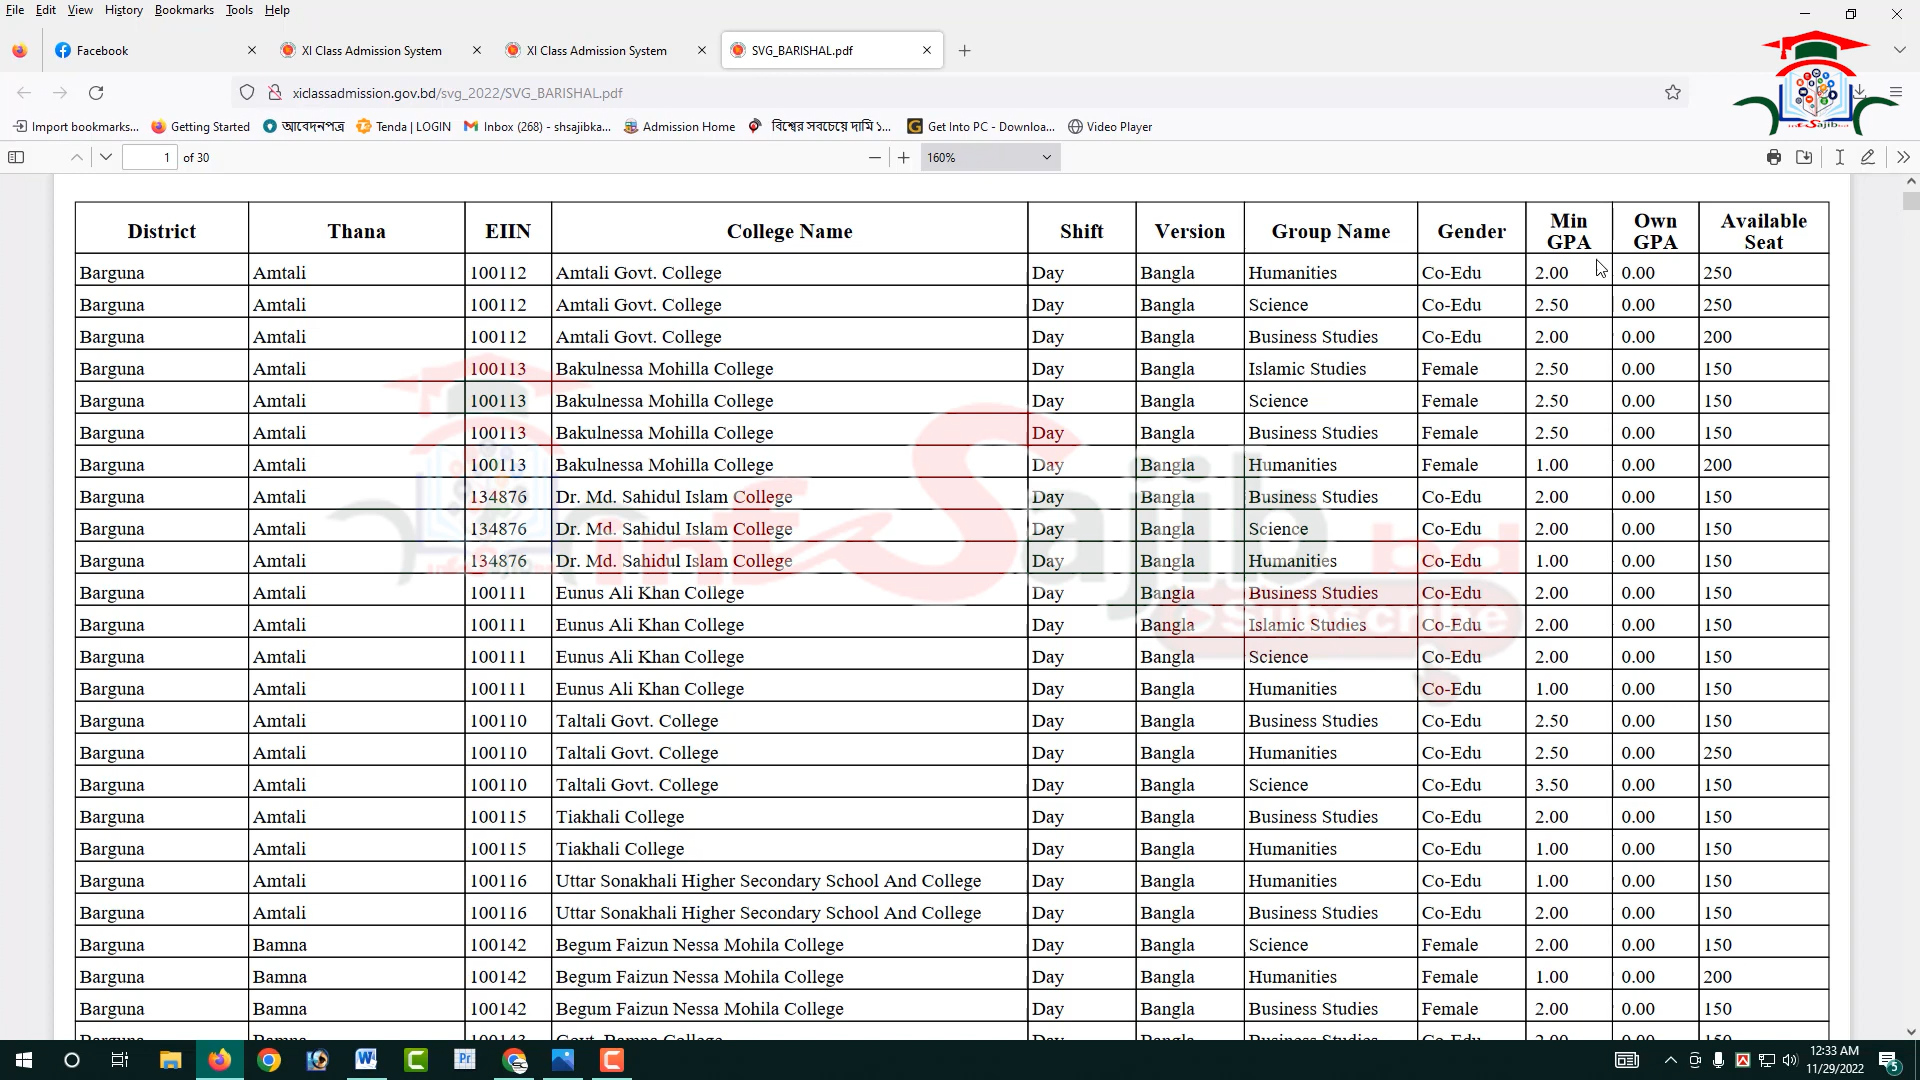 File Edit View History Bookmarks Tools Help
Facebook XI Class Admission System XI Class Admission System SVG_BARISHAL.pdf
xiclassadmission.gov.bd/svg_2022/SVG_BARISHAL.pdf
Import bookmarks... Getting Started আবেদনপত্র Tenda | LOGIN Inbox (268) - shsajibka... Admission Home বিশ্বের সবচেয়ে দামি ১... Get Into PC - Downloa... Video Player
1 of 30 160%
District Thana EIIN College Name Shift Version Group Name Gender Min GPA Own GPA Available Seat
Barguna Amtali 100112 Amtali Govt. College Day Bangla Humanities Co-Edu 2.00 0.00 250
Barguna Amtali 100112 Amtali Govt. College Day Bangla Science Co-Edu 2.50 0.00 250
Barguna Amtali 100112 Amtali Govt. College Day Bangla Business Studies Co-Edu 2.00 0.00 200
Barguna Amtali 100113 Bakulnessa Mohilla College Day Bangla Islamic Studies Female 2.50 0.00 150
Barguna Amtali 100113 Bakulnessa Mohilla College Day Bangla Science Female 2.50 0.00 150
Barguna Amtali 100113 Bakulnessa Mohilla College Day Bangla Business Studies Female 2.50 0.00 150
Barguna Amtali 100113 Bakulnessa Mohilla College Day Bangla Humanities Female 1.00 0.00 200
Barguna Amtali 134876 Dr. Md. Sahidul Islam College Day Bangla Business Studies Co-Edu 2.00 0.00 150
Barguna Amtali 134876 Dr. Md. Sahidul Islam College Day Bangla Science Co-Edu 2.00 0.00 150
Barguna Amtali 134876 Dr. Md. Sahidul Islam College Day Bangla Humanities Co-Edu 1.00 0.00 150
Barguna Amtali 100111 Eunus Ali Khan College Day Bangla Business Studies Co-Edu 2.00 0.00 150
Barguna Amtali 100111 Eunus Ali Khan College Day Bangla Islamic Studies Co-Edu 2.00 0.00 150
Barguna Amtali 100111 Eunus Ali Khan College Day Bangla Science Co-Edu 2.00 0.00 150
Barguna Amtali 100111 Eunus Ali Khan College Day Bangla Humanities Co-Edu 1.00 0.00 150
Barguna Amtali 100110 Taltali Govt. College Day Bangla Business Studies Co-Edu 2.50 0.00 150
Barguna Amtali 100110 Taltali Govt. College Day Bangla Humanities Co-Edu 2.50 0.00 250
Barguna Amtali 100110 Taltali Govt. College Day Bangla Science Co-Edu 3.50 0.00 150
Barguna Amtali 100115 Tiakhali College Day Bangla Business Studies Co-Edu 2.00 0.00 150
Barguna Amtali 100115 Tiakhali College Day Bangla Humanities Co-Edu 1.00 0.00 150
Barguna Amtali 100116 Uttar Sonakhali Higher Secondary School And College Day Bangla Humanities Co-Edu 1.00 0.00 150
Barguna Amtali 100116 Uttar Sonakhali Higher Secondary School And College Day Bangla Business Studies Co-Edu 2.00 0.00 150
Barguna Bamna 100142 Begum Faizun Nessa Mohila College Day Bangla Science Female 2.00 0.00 150
Barguna Bamna 100142 Begum Faizun Nessa Mohila College Day Bangla Humanities Female 1.00 0.00 200
Barguna Bamna 100142 Begum Faizun Nessa Mohila College Day Bangla Business Studies Female 2.00 0.00 150
infoSajib bd
Subscribe
12:33 AM
11/29/2022
5